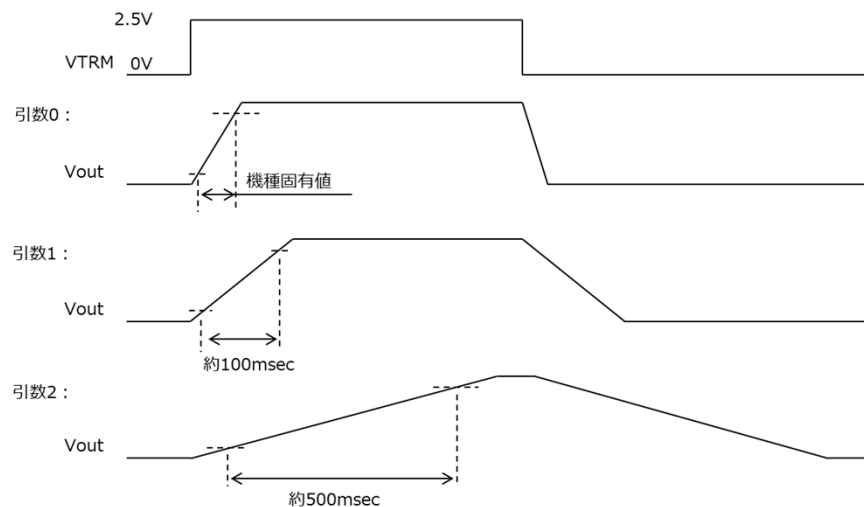 2.5V
VTRM 0V
引数0：
Vout
機種固有値
引数1：
Vout
約100msec
引数2：
Vout
約500msec